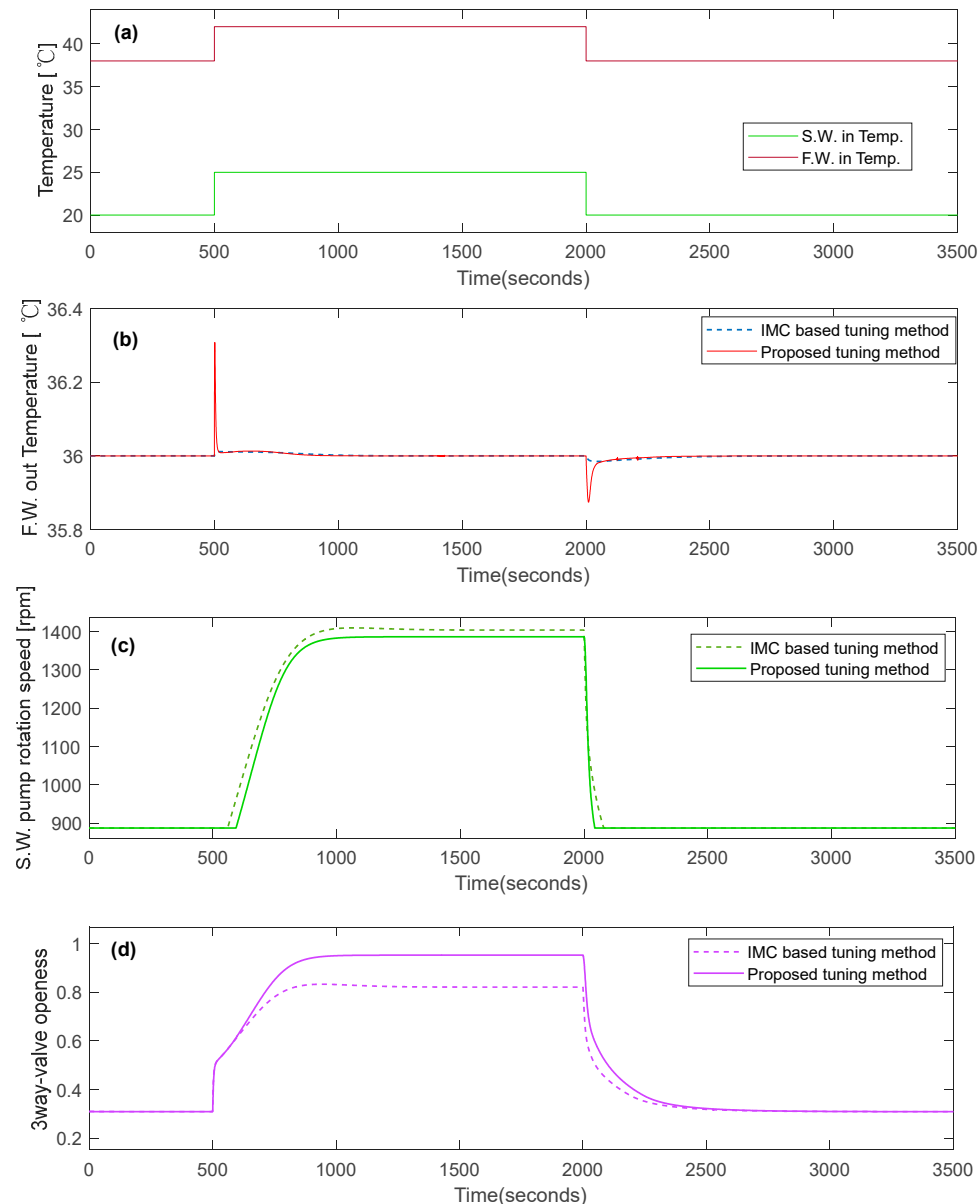 (a)
Temperature [ ℃]
40
35
30
25
20
S.W. in Temp.
F.W. in Temp.
0 500 1000 1500 2000 2500 3000 3500
Time(seconds)
(b)
F.W. out Temperature [ ℃]
36.4
36.2
36
35.8
IMC based tuning method
Proposed tuning method
0 500 1000 1500 2000 2500 3000 3500
Time(seconds)
(c)
S.W. pump rotation speed [rpm]
1400
1300
1200
1100
1000
900
IMC based tuning method
Proposed tuning method
0 500 1000 1500 2000 2500 3000 3500
Time(seconds)
(d)
3way-valve openess
1
0.8
0.6
0.4
0.2
IMC based tuning method
Proposed tuning method
0 500 1000 1500 2000 2500 3000 3500
Time(seconds)